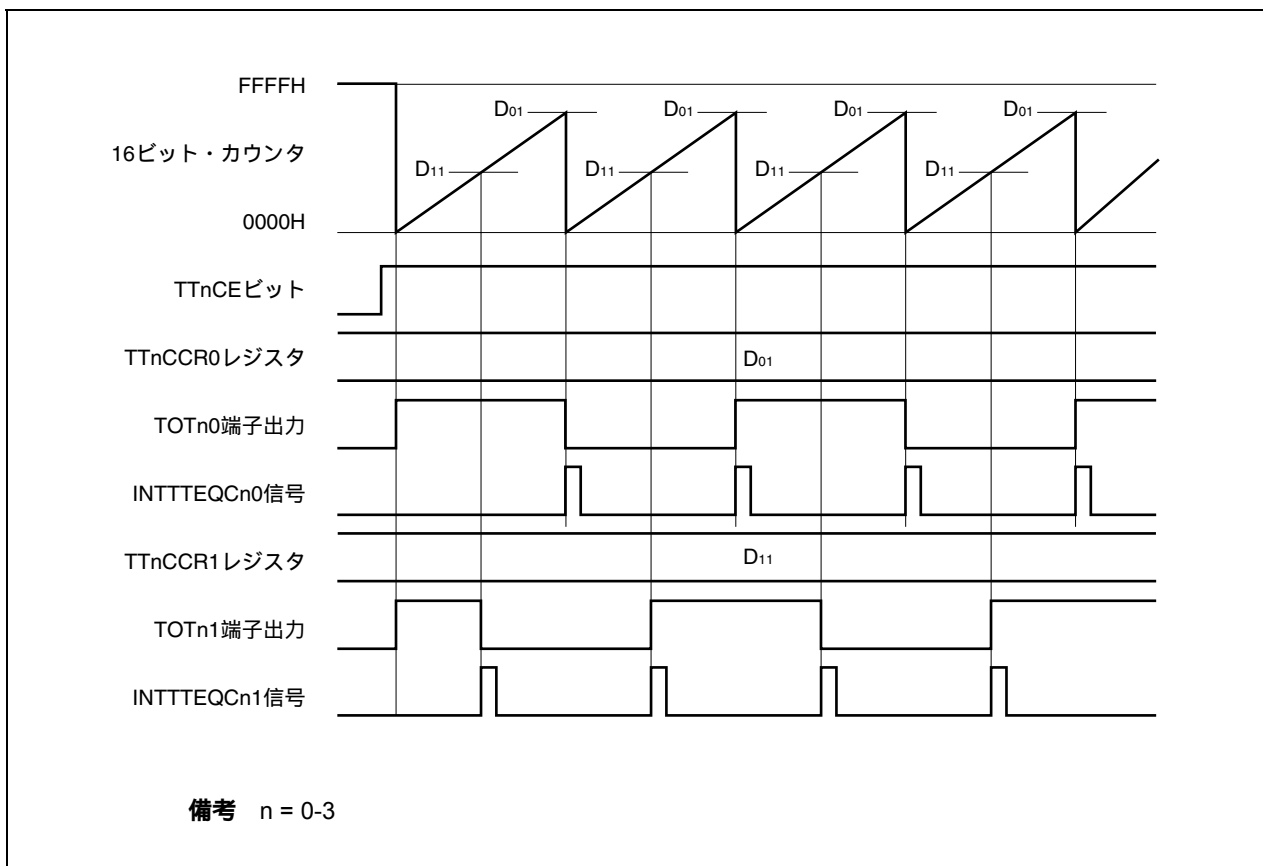 FFFFH
D01 D01 D01 D01
16ビット・カウンタ
D11 D11 D11 D11
0000H
TTnCEビット
TTnCCR0レジスタ D01
TOTn0端子出力
INTTTEQCn0信号
TTnCCR1レジスタ D11
TOTn1端子出力
INTTTEQCn1信号
備考 n = 0-3